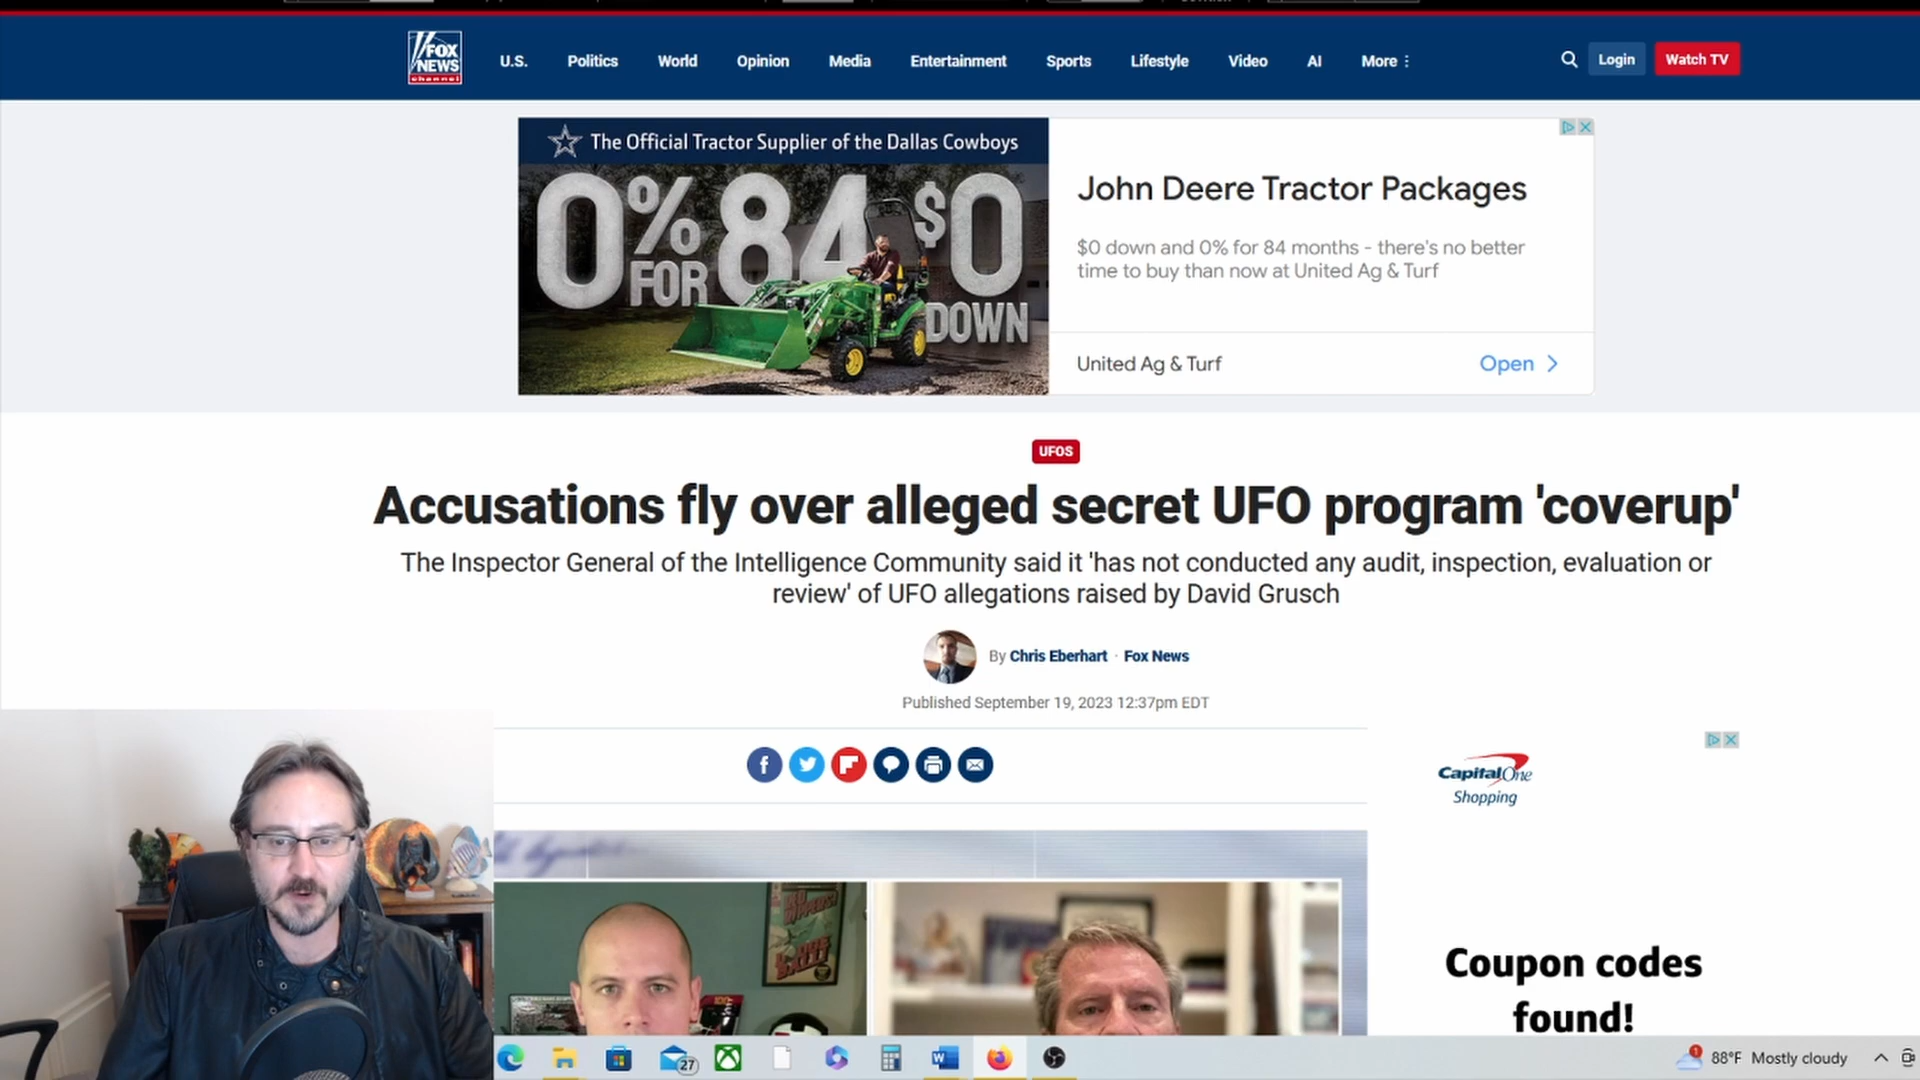 FOX
NEWS
channel
U.S.
Politics
World
Opinion
Media
Entertainment
Sports
Lifestyle
Video
AI
More
Login
Watch TV
The Official Tractor Supplier of the Dallas Cowboys
0% FOR 84 $0 DOWN
John Deere Tractor Packages
$0 down and 0% for 84 months - there's no better
time to buy than now at United Ag & Turf
United Ag & Turf
Open
UFOS
Accusations fly over alleged secret UFO program 'coverup'
The Inspector General of the Intelligence Community said it 'has not conducted any audit, inspection, evaluation or
review' of UFO allegations raised by David Grusch
By Chris Eberhart · Fox News
Published September 19, 2023 12:37pm EDT
Capital One
Shopping
Coupon codes
found!
27
1
88°F Mostly cloudy